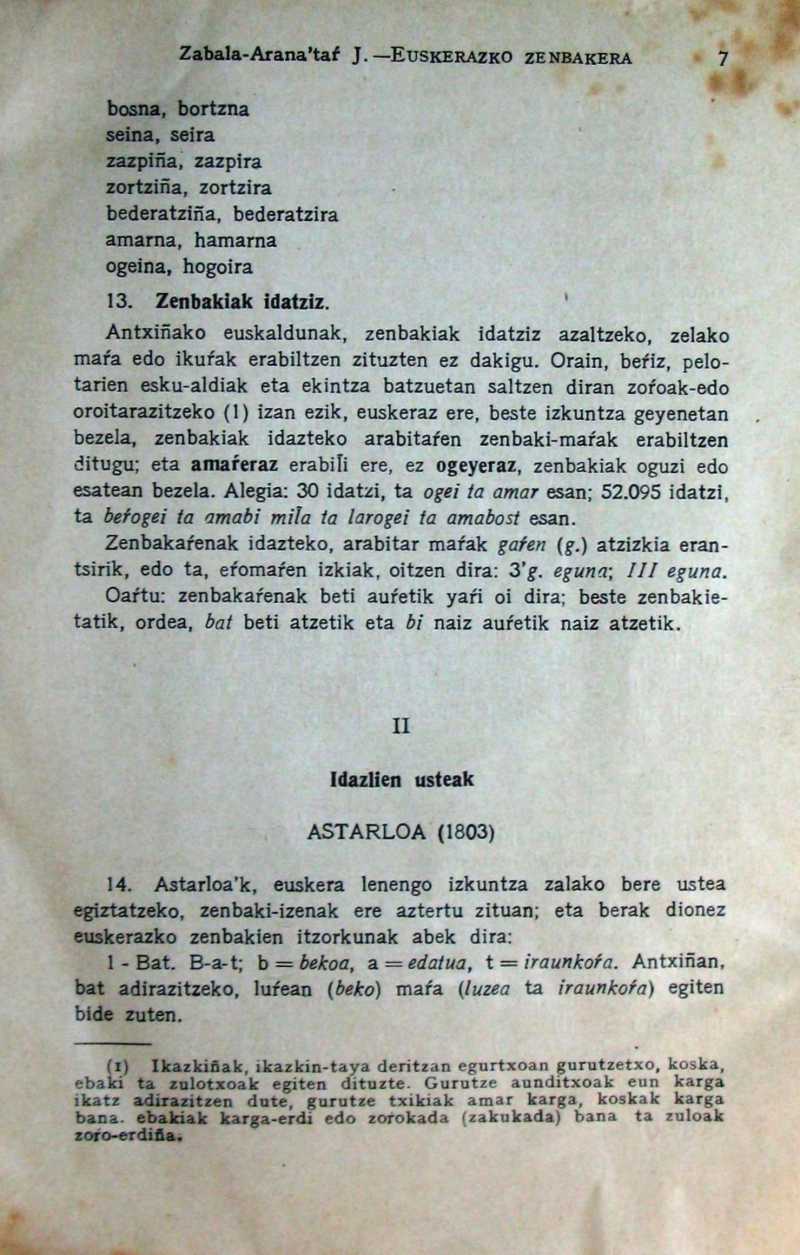 Zabala-Arana'taŕ J. —EUSKERAZKO ZENBAKERA 7
bosna, bortzna
seina, seira
zazpiña, zazpira
zortziña, zortzira
bederatziña, bederatzira
amarna, hamarna
ogeina, hogoira
13. Zenbakiak idatziz.
Antxiñako euskaldunak, zenbakiak idatziz azaltzeko, zelako
maŕa edo ikuŕak erabiltzen zituzten ez dakigu. Orain, beŕiz, pelo-
tarien esku-aldiak eta ekintza batzuetan saltzen diran zoŕoak-edo
oroitarazitzeko (1) izan ezik, euskeraz ere, beste izkuntza geyenetan
bezela, zenbakiak idazteko arabitaŕen zenbaki-maŕak erabiltzen
ditugu; eta amaŕeraz erabili̅ ere, ez ogeyeraz, zenbakiak oguzi edo
esatean bezela. Alegia: 30 idatzi, ta ogei ta amar esan; 52.095 idatzi,
ta beŕogei ta amabi mil̄a ta larogei ta amabost esan.
Zenbakaŕenak idazteko, arabitar maŕak gaŕen (g.) atzizkia eran-
tsirik, edo ta, eŕomaŕen izkiak, oitzen dira: 3'g. eguna; III eguna.
Oaŕtu: zenbakaŕenak beti auŕetik yaŕi oi dira; beste zenbakie-
tatik, ordea, bat beti atzetik eta bi naiz auŕetik naiz atzetik.
II
Idazlien usteak
ASTARLOA (1803)
14. Astarloa'k, euskera lenengo izkuntza zalako bere ustea
egiztatzeko, zenbaki-izenak ere aztertu zituan; eta berak dionez
euskerazko zenbakien itzorkunak abek dira:
1 - Bat. B-a-t; b = bekoa, a = edatua, t = iraunkoŕa. Antxiñan,
bat adirazitzeko, luŕean (beko) maŕa (luzea ta iraunkoŕa) egiten
bide zuten.
(1) Ikazkiñak, ikazkin-taya deritzan egurtxoan gurutzetxo, koska,
ebaki ta zulotxoak egiten dituzte. Gurutze aunditxoak eun karga
ikatz adirazitzen dute, gurutze txikiak amar karga, koskak karga
bana. ebakiak karga-erdi edo zoŕokada (zakukada) bana ta zuloak
zoŕo-erdiña.